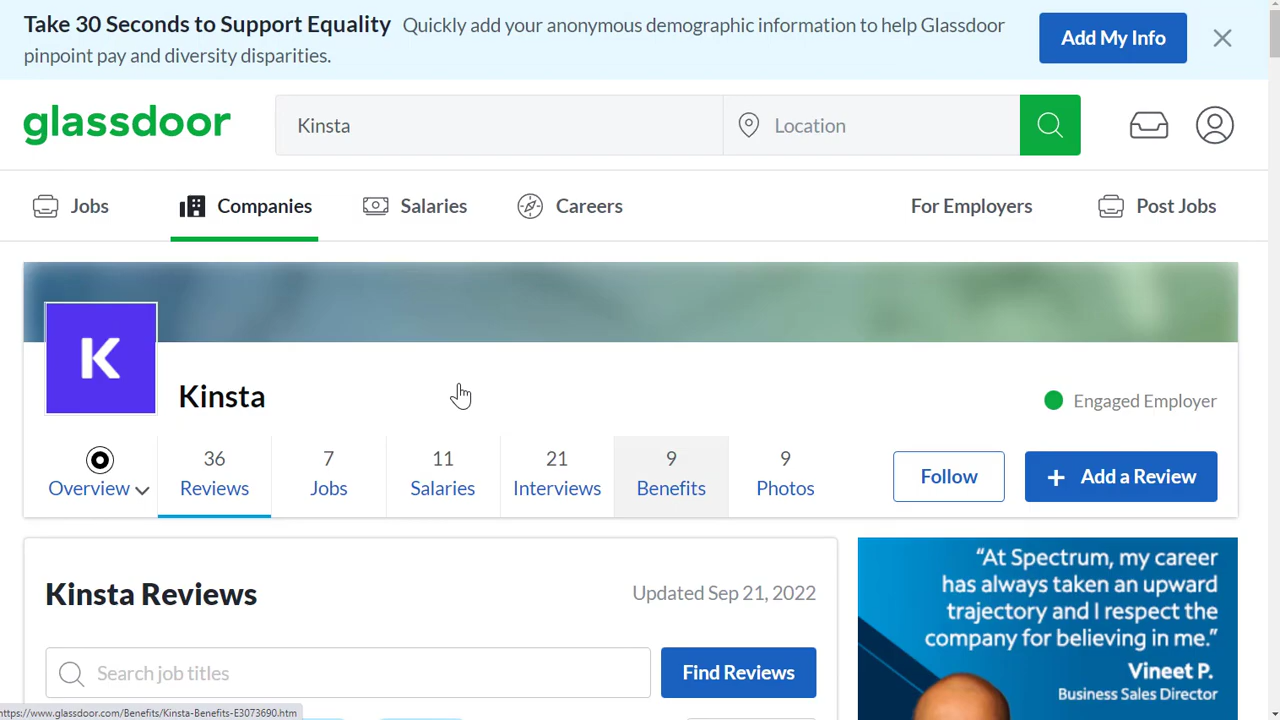 Take 30 Seconds to Support Equality Quickly add your anonymous demographic information to help Glassdoor
pinpoint pay and diversity disparities.
Add My Info
glassdoor
Kinsta
Location
Jobs
Companies
Salaries
Careers
For Employers
Post Jobs
K
Kinsta
Engaged Employer
Overview
36
Reviews
7
Jobs
11
Salaries
21
Interviews
9
Benefits
9
Photos
Follow
+ Add a Review
Kinsta Reviews
Updated Sep 21, 2022
Search job titles
Find Reviews
“At Spectrum, my career
has always taken an upward
trajectory and I respect the
company for believing in me.”
Vineet P.
Business Sales Director
https://www.glassdoor.com/Benefits/Kinsta-Benefits-E3073690.htm